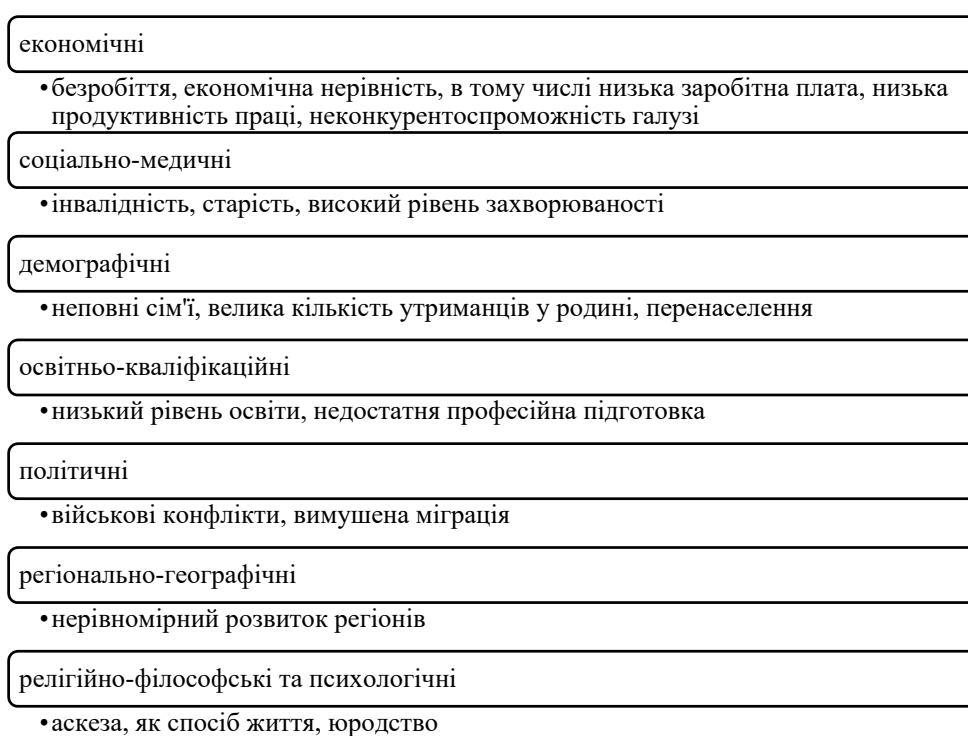 економічні
•безробіття, економічна нерівність, в тому числі низька заробітна плата, низька
продуктивність праці, неконкурентоспроможність галузі
соціально-медичні
•інвалідність, старість, високий рівень захворюваності
демографічні
•неповні сім'ї, велика кількість утриманців у родині, перенаселення
освітньо-кваліфікаційні
•низький рівень освіти, недостатня професійна підготовка
політичні
•військові конфлікти, вимушена міграція
регіонально-географічні
•нерівномірний розвиток регіонів
релігійно-філософські та психологічні
•аскеза, як спосіб життя, юродство